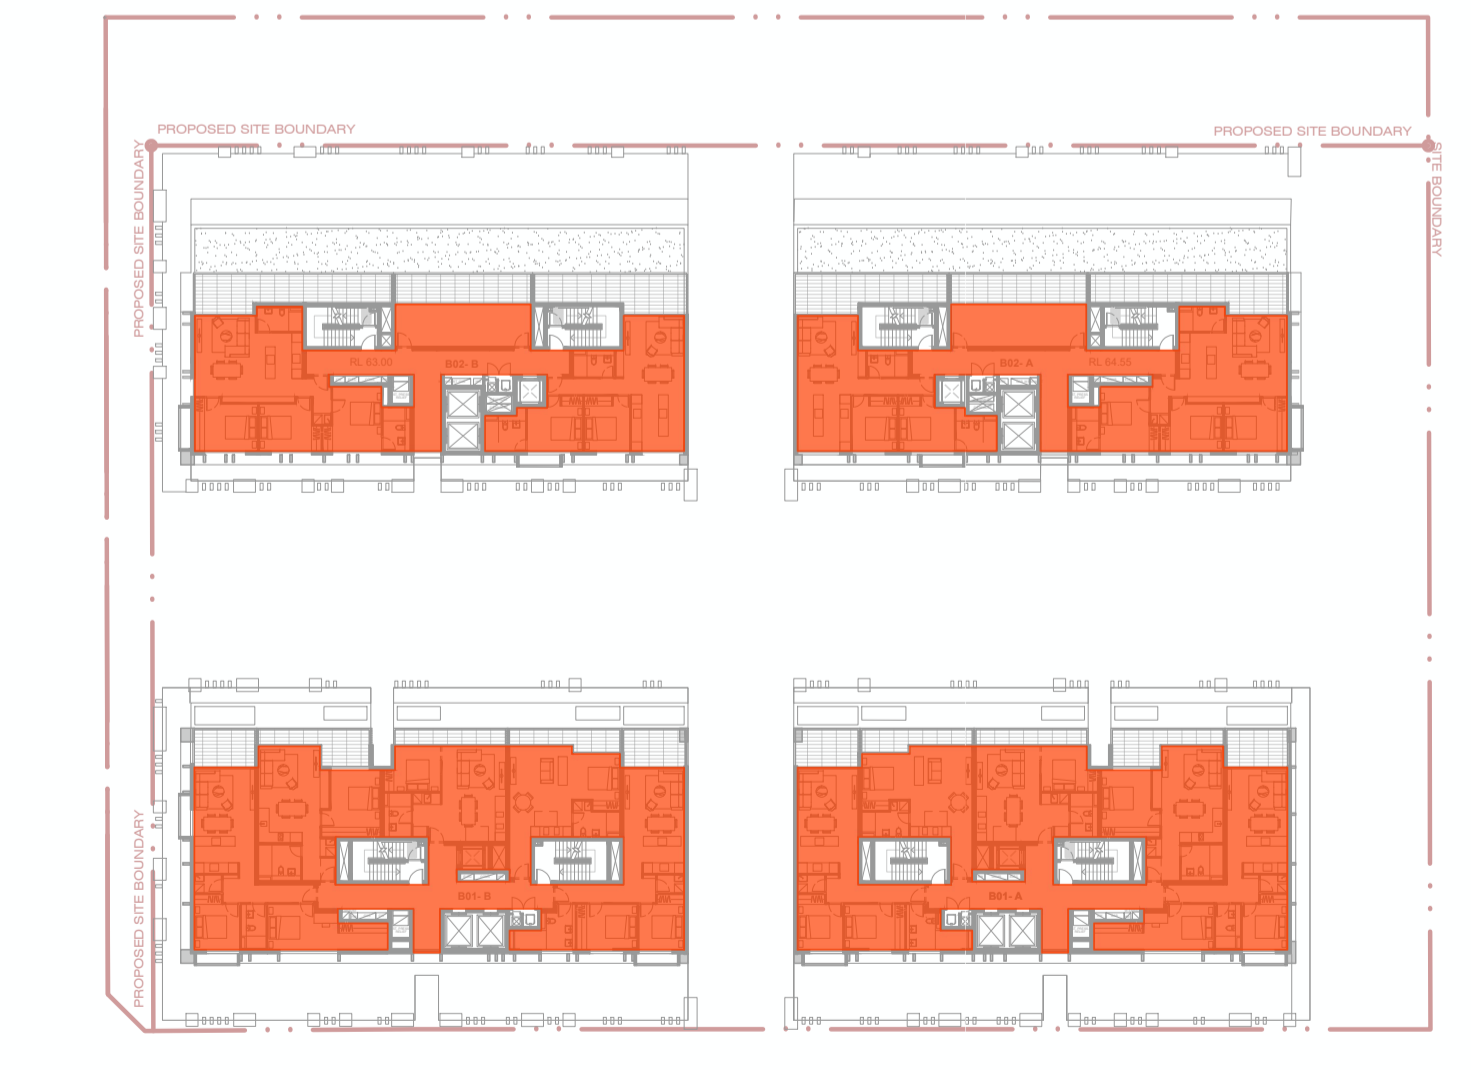 PROPOSED SITE BOUNDARY
PROPOSED SITE BOUNDARY
PROPOSED SITE BOUNDARY
SITE BOUNDARY
RL 63.00
B02- B
B02- A
RL 64.55
PROPOSED SITE BOUNDARY
B01- B
B01- A